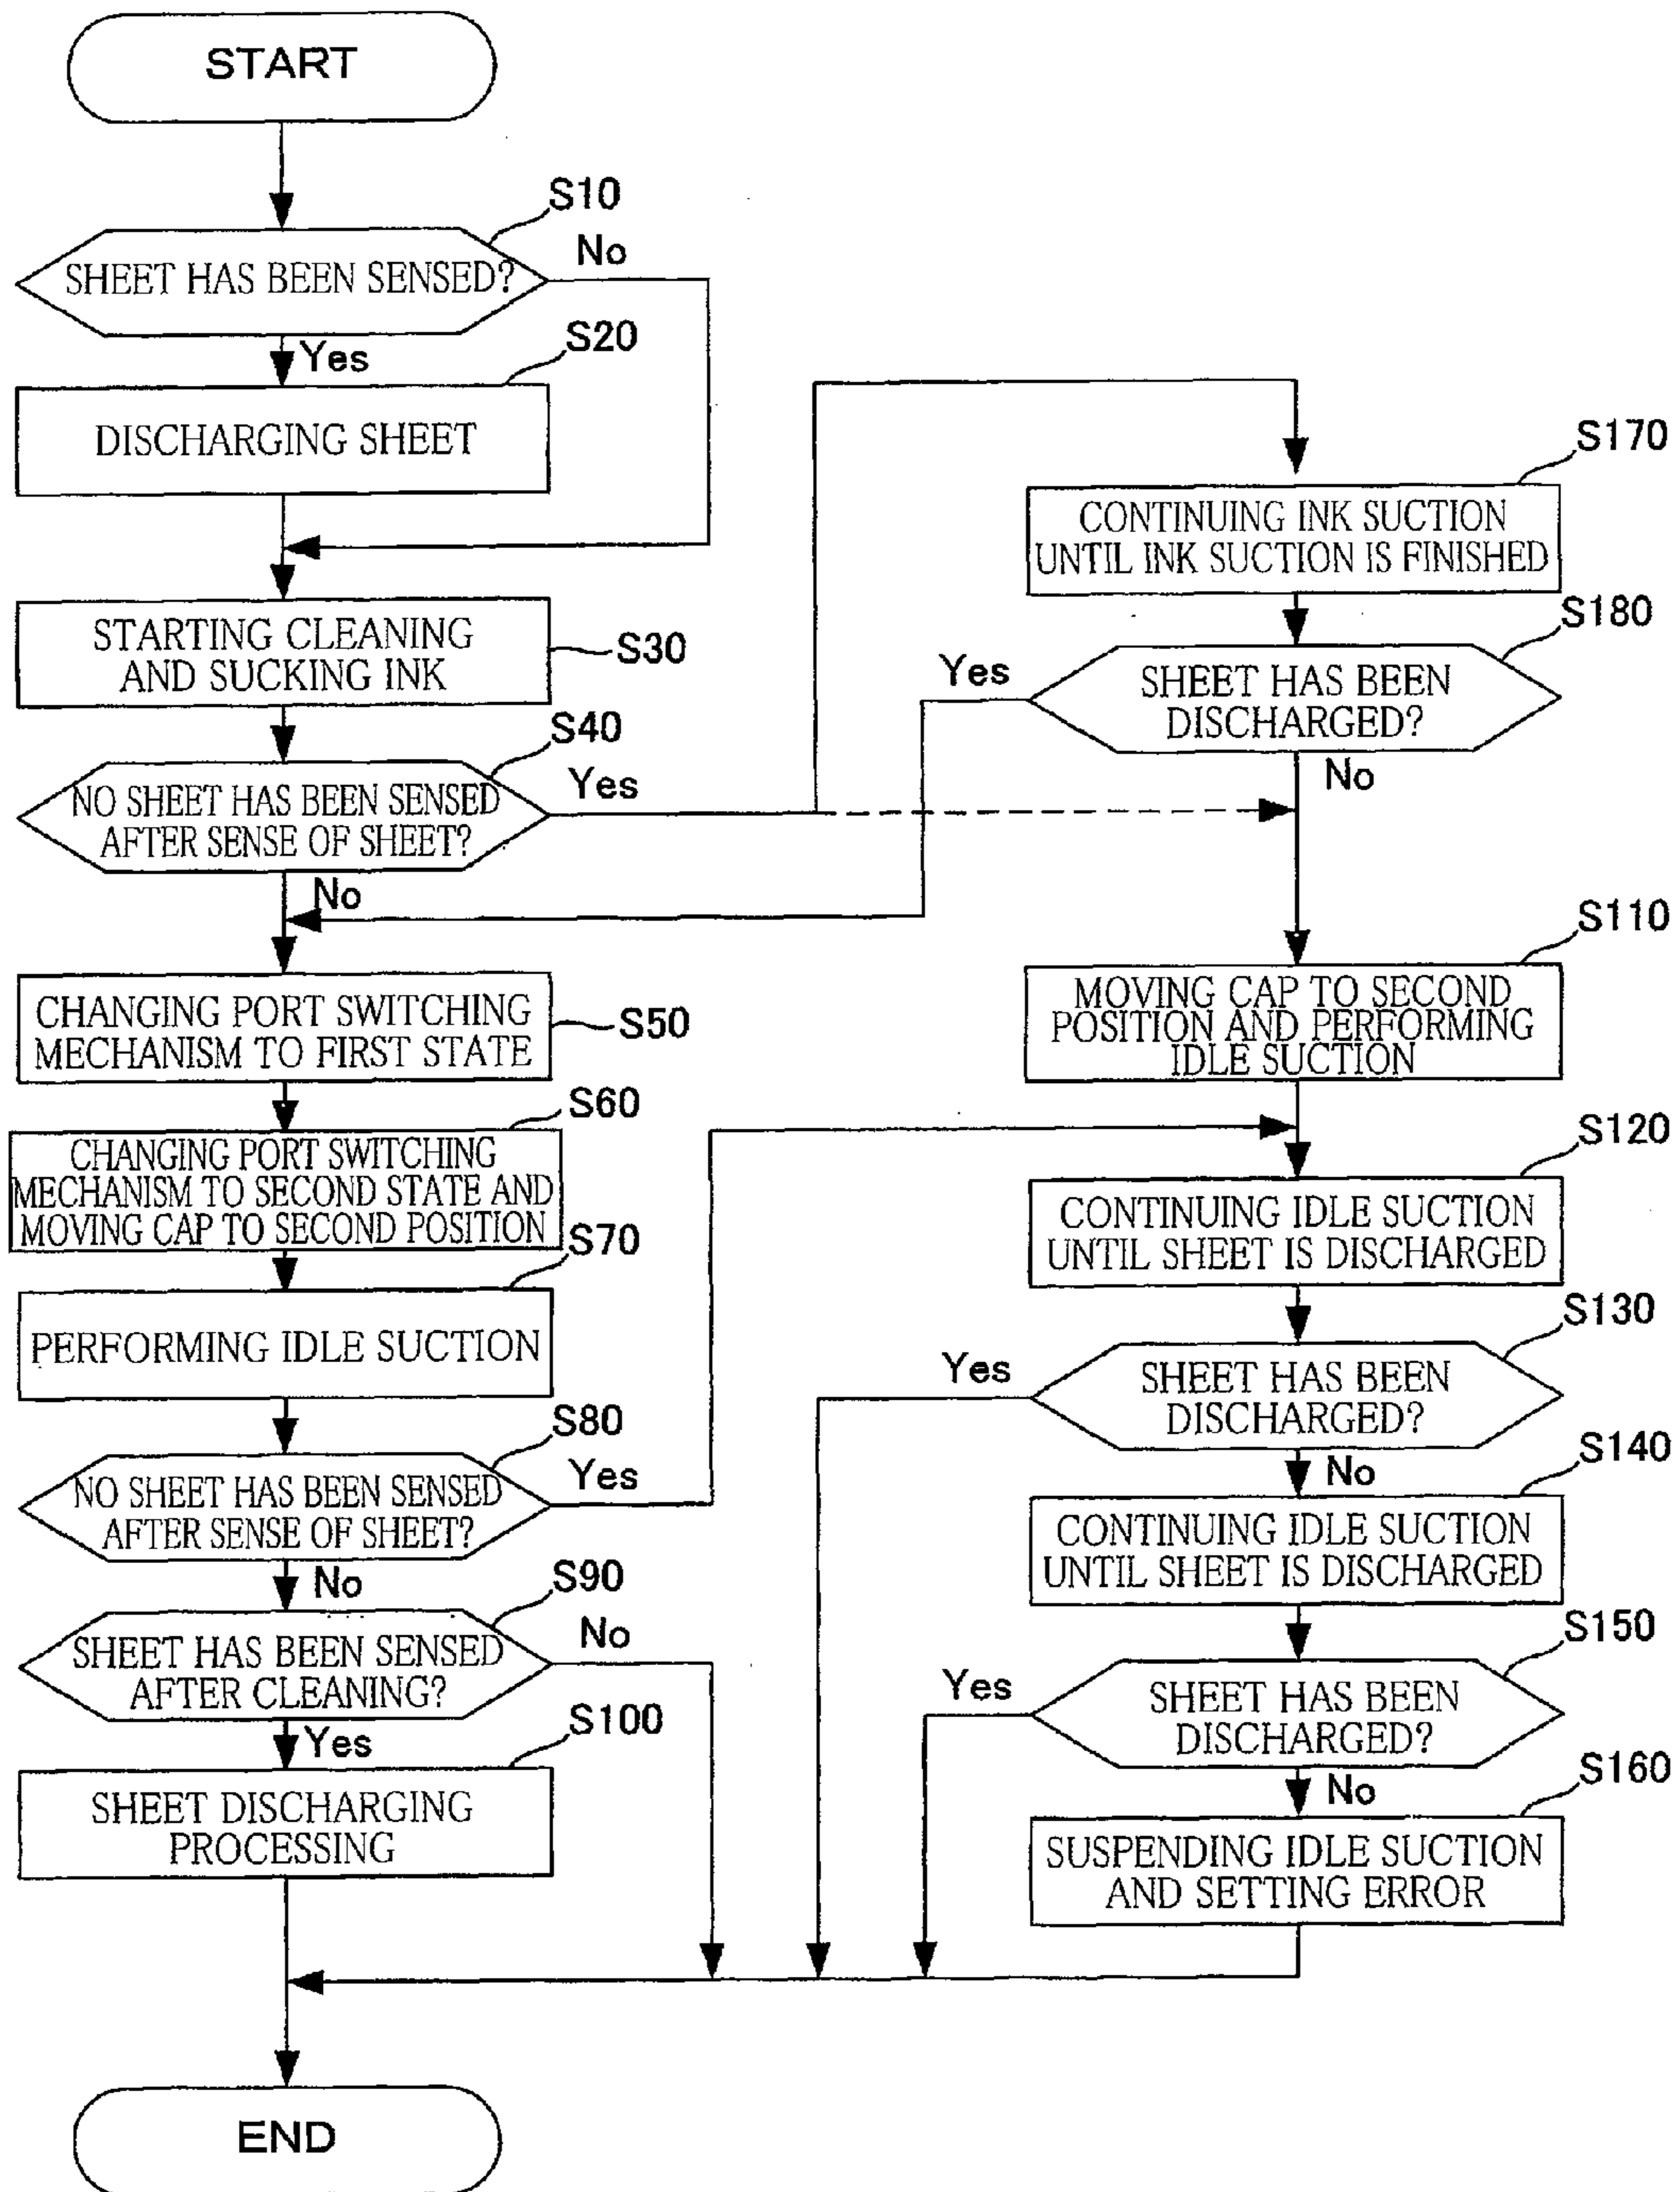 START
S10
SHEET HAS BEEN SENSED?
No
Yes
S20
DISCHARGING SHEET
STARTING CLEANING
AND SUCKING INK
S30
S40
NO SHEET HAS BEEN SENSED
AFTER SENSE OF SHEET?
Yes
No
CHANGING PORT SWITCHING
MECHANISM TO FIRST STATE
S50
S60
CHANGING PORT SWITCHING
MECHANISM TO SECOND STATE AND
MOVING CAP TO SECOND POSITION
S70
PERFORMING IDLE SUCTION
S80
NO SHEET HAS BEEN SENSED
AFTER SENSE OF SHEET?
Yes
No
S90
SHEET HAS BEEN SENSED
AFTER CLEANING?
No
Yes
S100
SHEET DISCHARGING
PROCESSING
END
S170
CONTINUING INK SUCTION
UNTIL INK SUCTION IS FINISHED
S180
SHEET HAS BEEN
DISCHARGED?
Yes
No
S110
MOVING CAP TO SECOND
POSITION AND PERFORMING
IDLE SUCTION
S120
CONTINUING IDLE SUCTION
UNTIL SHEET IS DISCHARGED
S130
SHEET HAS BEEN
DISCHARGED?
Yes
No
S140
CONTINUING IDLE SUCTION
UNTIL SHEET IS DISCHARGED
S150
SHEET HAS BEEN
DISCHARGED?
Yes
No
S160
SUSPENDING IDLE SUCTION
AND SETTING ERROR